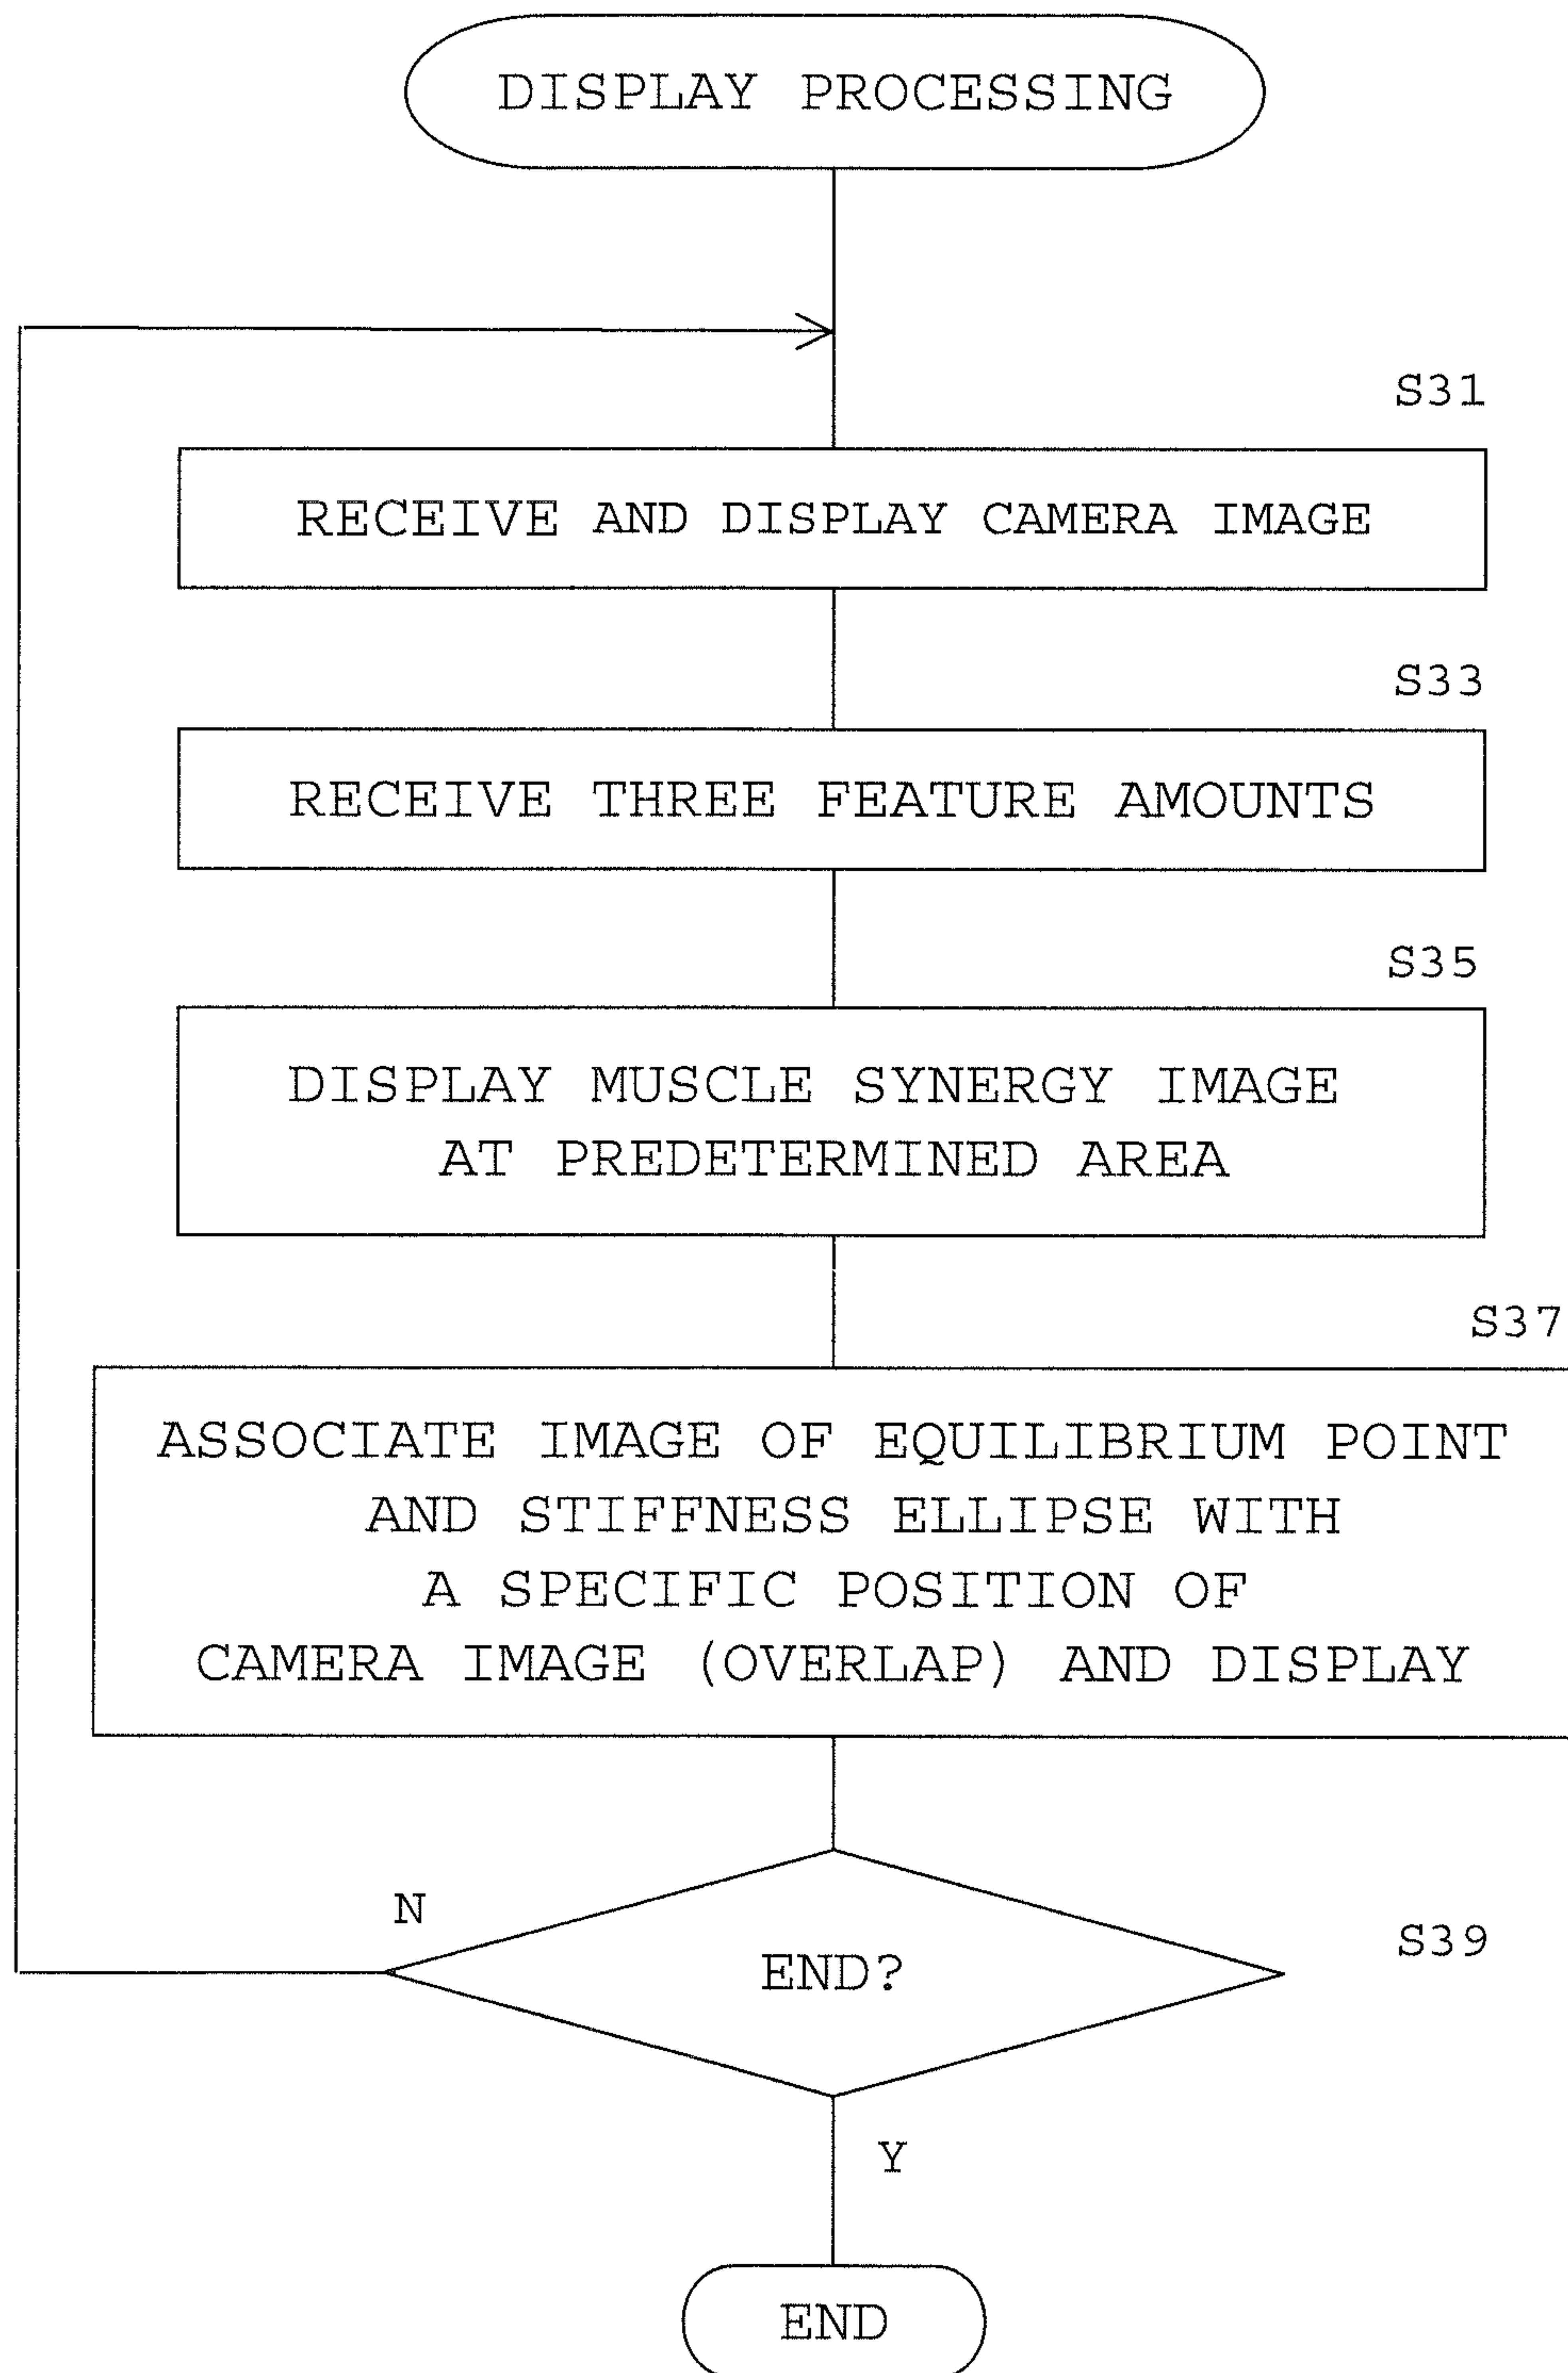 DISPLAY PROCESSING
S31
RECEIVE AND DISPLAY CAMERA IMAGE
S33
RECEIVE THREE FEATURE AMOUNTS
S35
DISPLAY MUSCLE SYNERGY IMAGE
AT PREDETERMINED AREA
S37
ASSOCIATE IMAGE OF EQUILIBRIUM POINT
AND STIFFNESS ELLIPSE WITH
A SPECIFIC POSITION OF
CAMERA IMAGE (OVERLAP) AND DISPLAY
N
S39
END?
Y
END